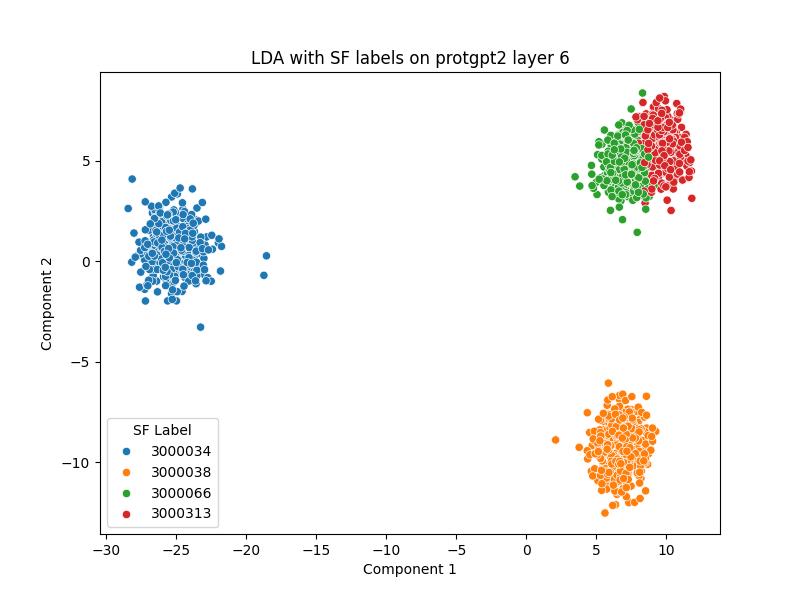 LDA with SF labels on protgpt2 layer 6
Component 2
5
0
−5
−10
SF Label
3000034
3000038
3000066
3000313
−30 −25 −20 −15 −10 −5 0 5 10
Component 1